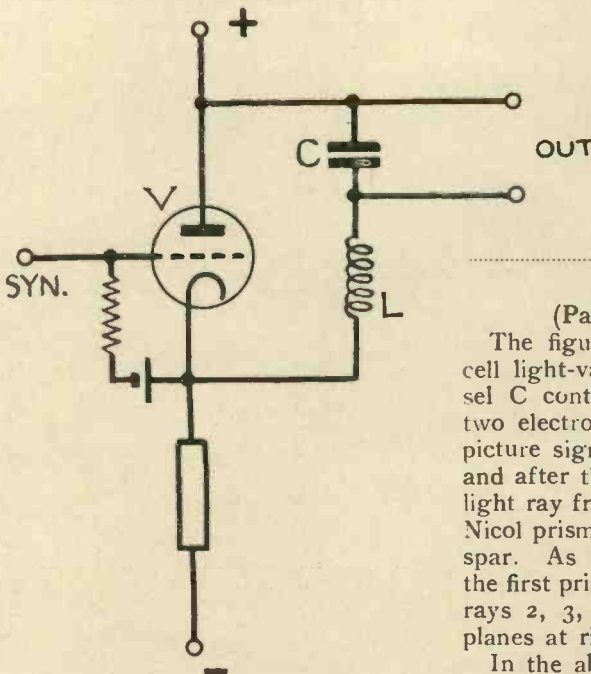 +
C
OUT
V
SYN.
L
−
(Pa
The figu
cell light-va
sel C cont
two electro
picture sign
and after t
light ray fr
Nicol prism
spar. As
the first pri
rays 2, 3,
planes at ri
In the ab